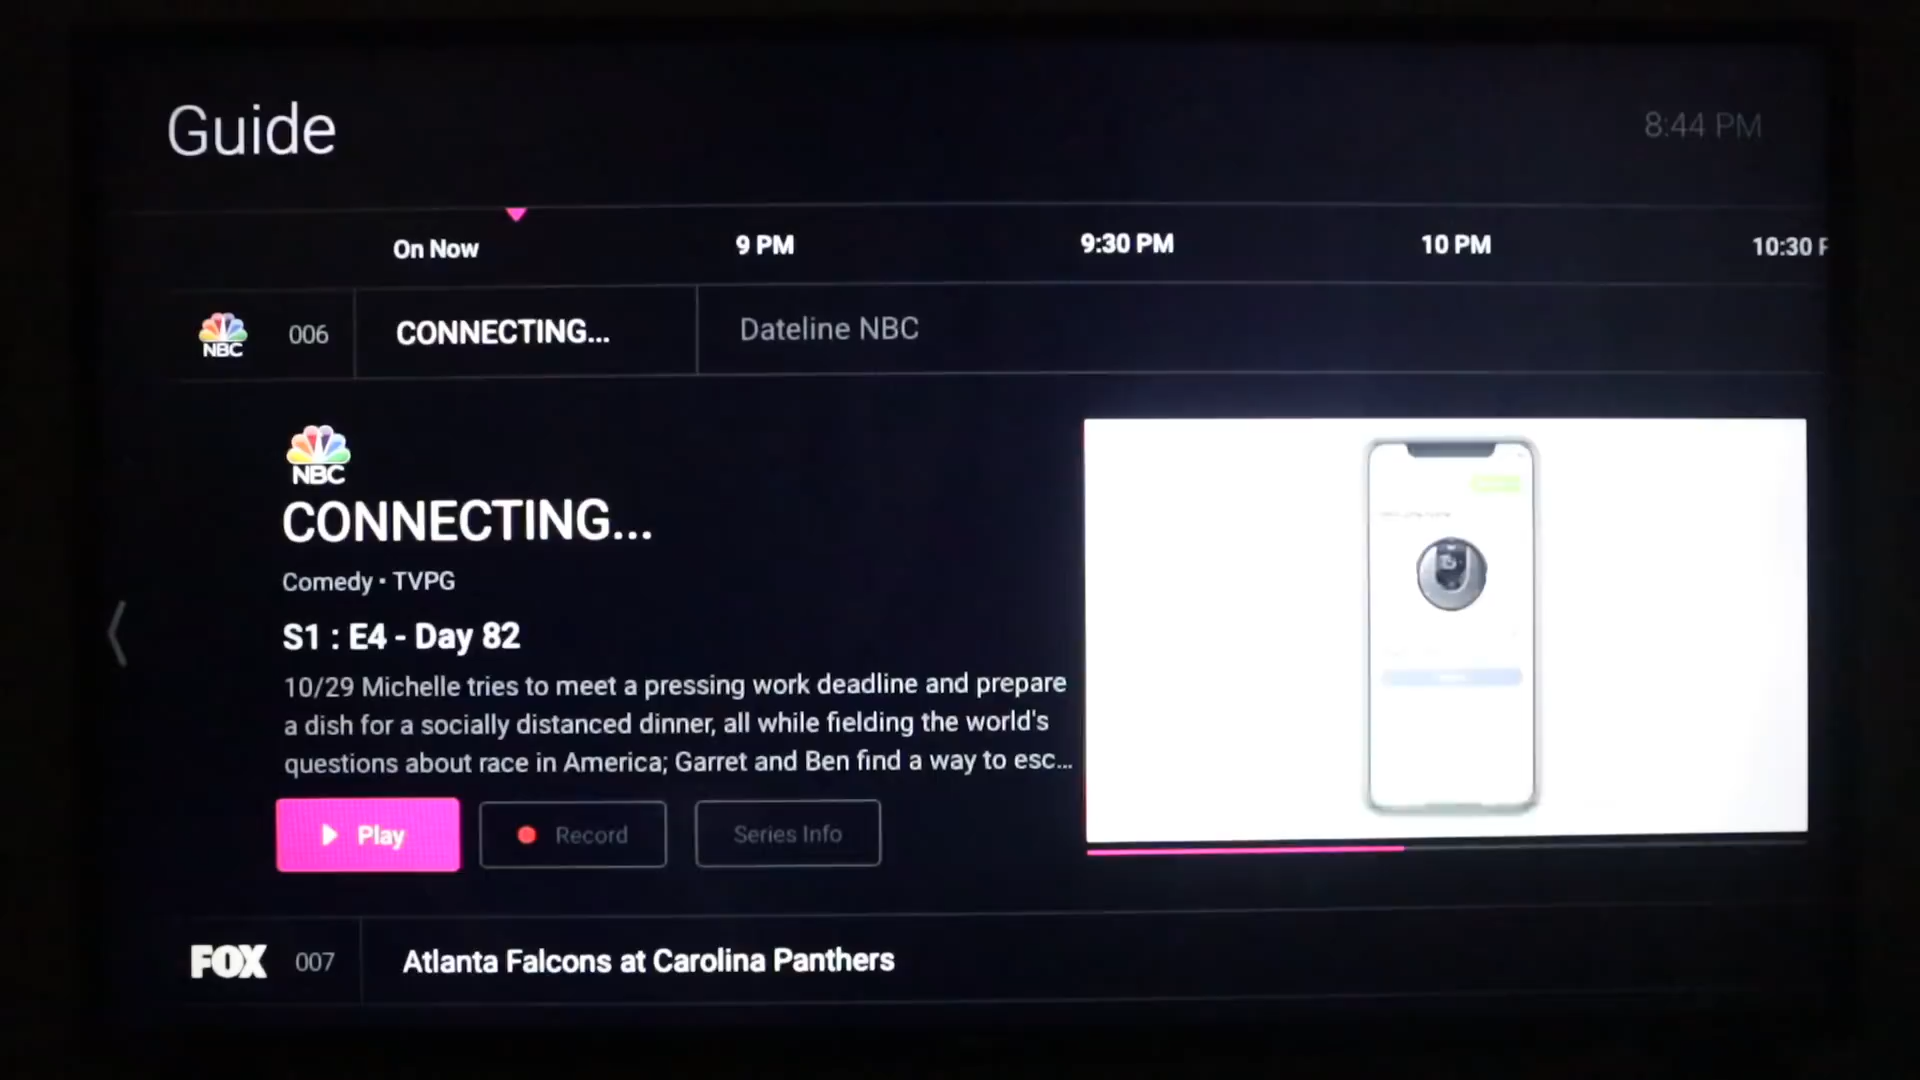 Guide
8:44 PM
On Now
9 PM
9:30 PM
10 PM
10:30 P
NBC
006
CONNECTING...
Dateline NBC
NBC
CONNECTING...
Comedy • TVPG
S1 : E4 - Day 82
10/29 Michelle tries to meet a pressing work deadline and prepare
a dish for a socially distanced dinner, all while fielding the world's
questions about race in America; Garret and Ben find a way to esc...
Play
Record
Series Info
FOX
007
Atlanta Falcons at Carolina Panthers